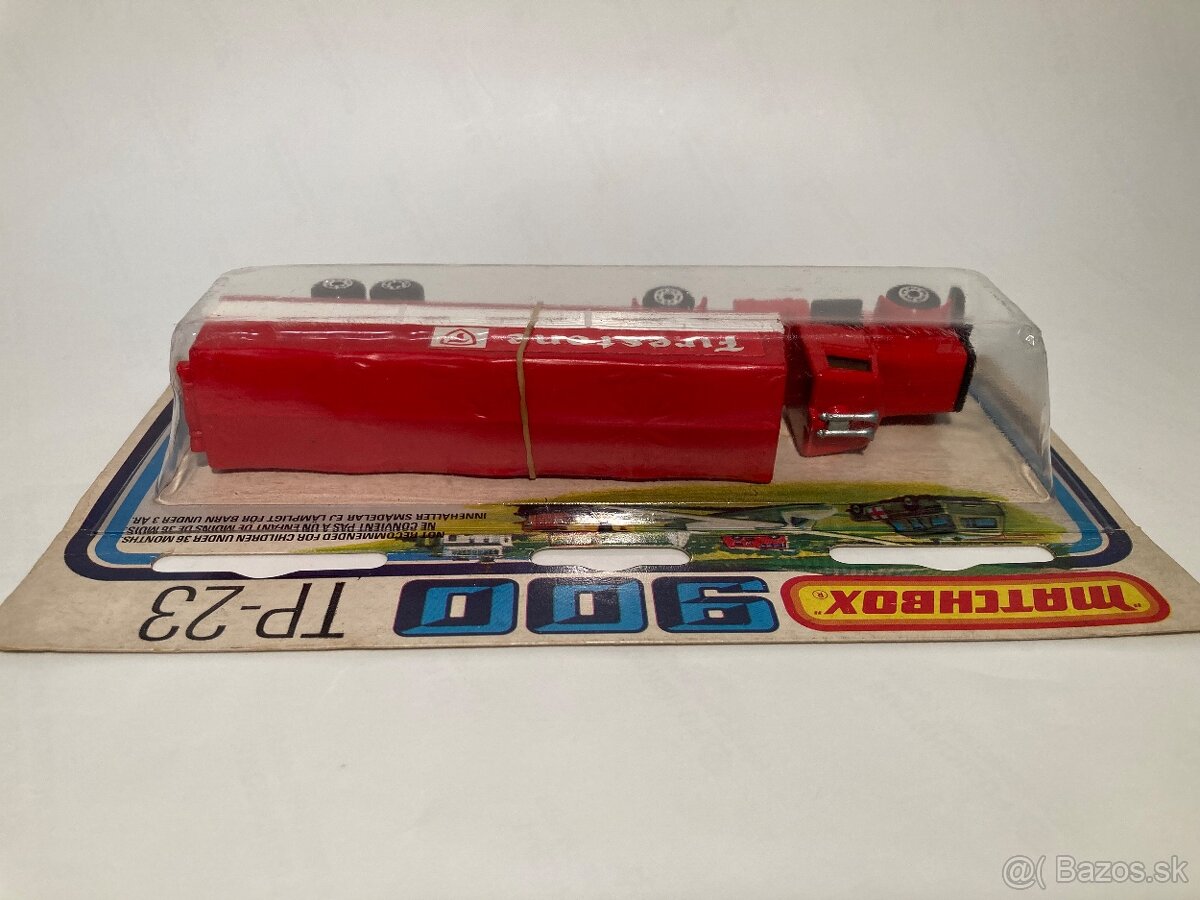 "MATCHBOX"®
900
TP-23
NOT RECOMMENDED FOR CHILDREN UNDER 36 MONTHS
NE CONVIENT PAS A UN ENFANT DE MOINS DE 36 MOIS
INNEHÅLLER SMÅDELAR EJ LÄMPLIGT FÖR BARN UNDER 3 ÅR
Firestone
@( Bazos.sk